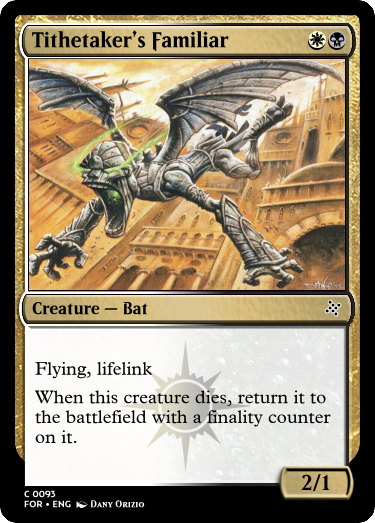 Tithetaker's Familiar
Creature — Bat
Flying, lifelink
When this creature dies, return it to
the battlefield with a finality counter
on it.
2/1
C 0093
FOR • ENG Dany Orizio